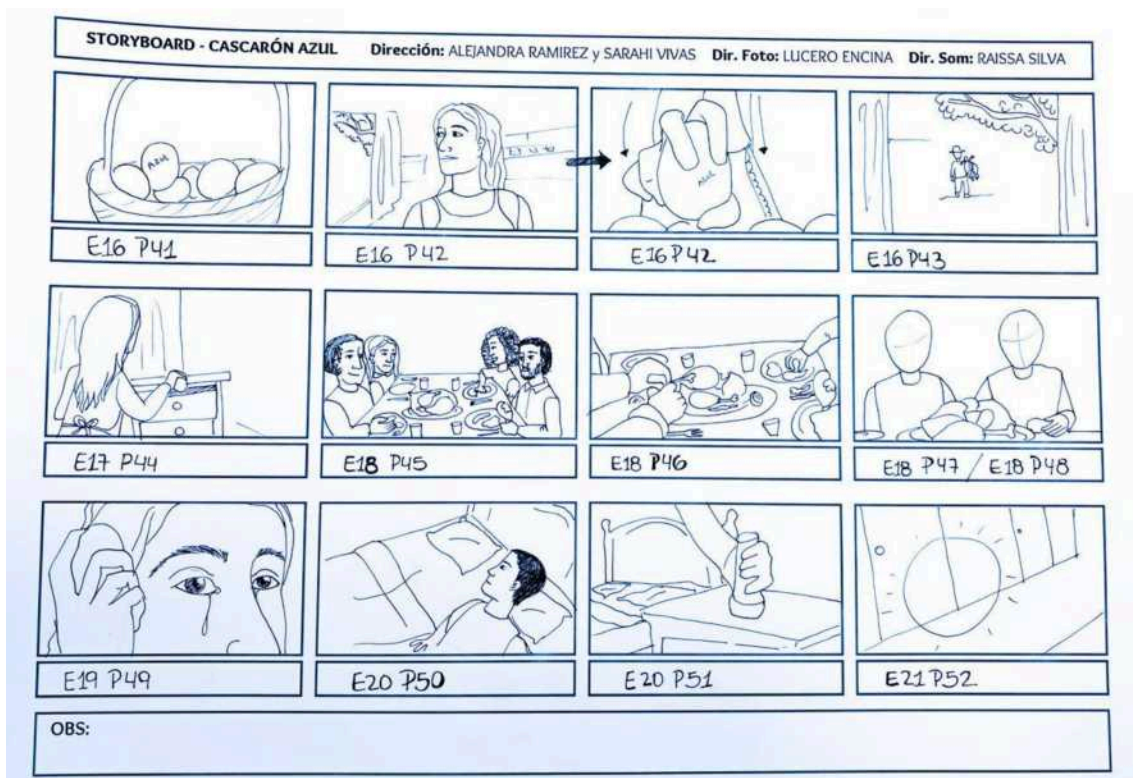 STORYBOARD - CASCARÓN AZUL Dirección: ALEJANDRA RAMIREZ y SARAHI VIVAS Dir. Foto: LUCERO ENCINA Dir. Som: RAISSA SILVA
AZUL
AZUL
E16 P41
E16 P42
E16 P42
E16 P43
E17 P44
E18 P45
E18 P46
E18 P47 / E18 P48
E19 P49
E20 P50
E20 P51
E21 P52
OBS: